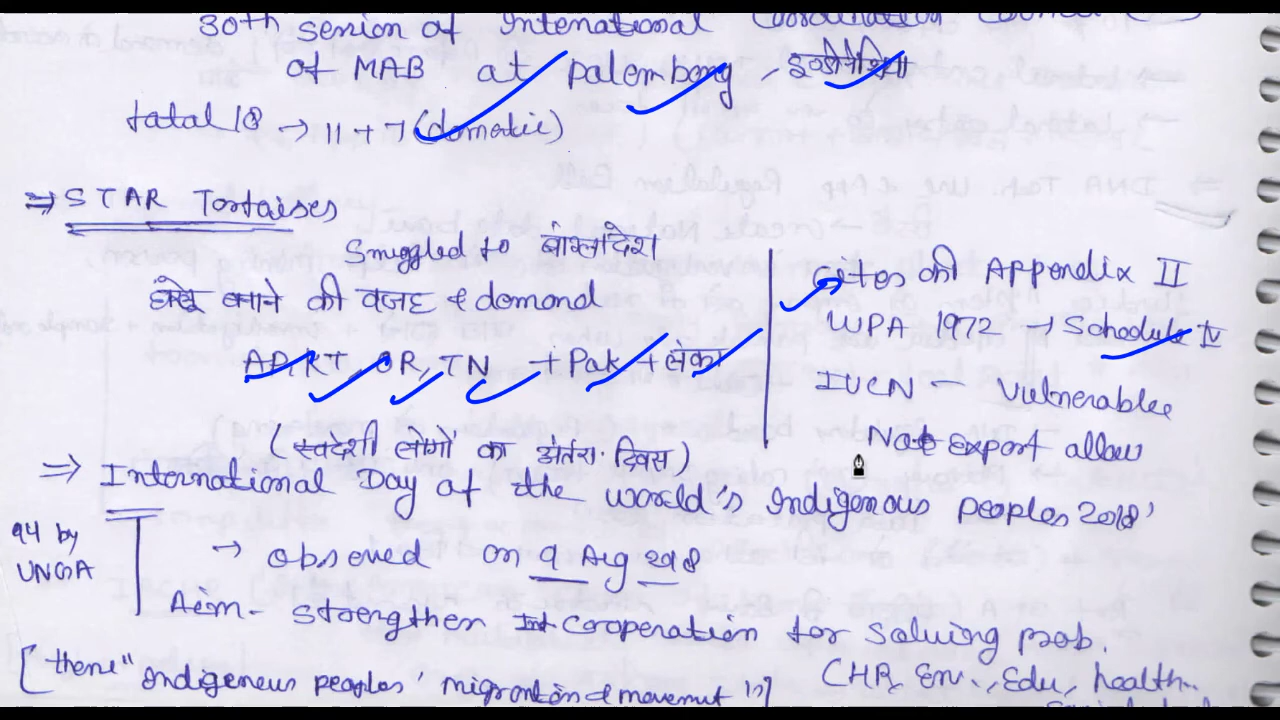 30th session of International Coordination Council
of MAB at palembang, इन्डोनेशिया
total 18 → 11 + 7 (domestic)
⇒ STAR Tortoises
Smuggled to बांग्लादेश
की वजह & demand
AP, KT, OR, TN → Pak + लंका
cites की Appendix II
WPA 1972 → Schedule IV
IUCN — Vulnerable
Not export allow
(स्वदेशी लोगों का अंतरा. दिवस)
⇒ International Day of the world's Indigenous peoples 2018'
94 by
UNGA
→ observed on 9 Aug 2018
Aim - strengthen Int cooperation for solving prob.
CHR, Env., Edu, health
[theme" Indigenous peoples' migration & movement "]